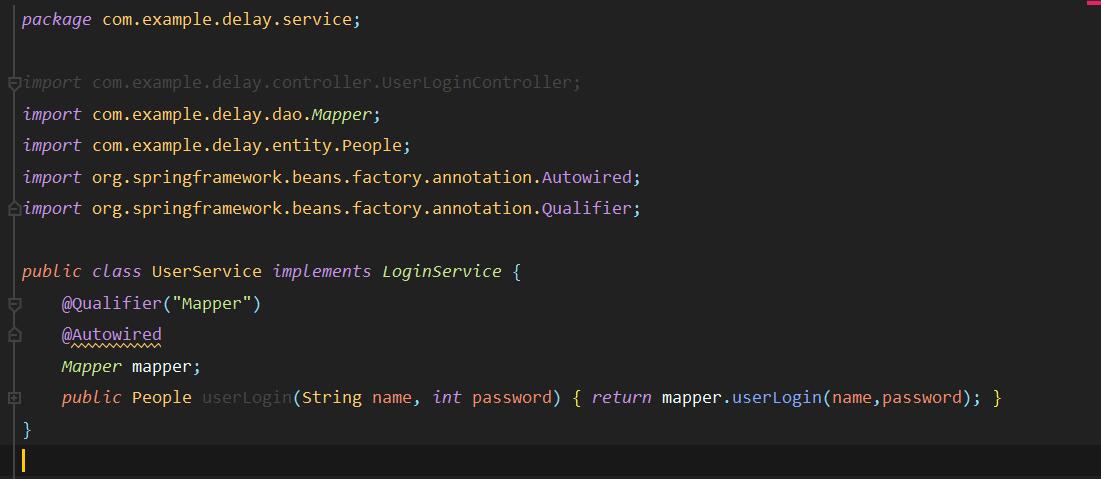 package com.example.delay.service;
import com.example.delay.controller.UserLoginController;
import com.example.delay.dao.Mapper;
import com.example.delay.entity.People;
import org.springframework.beans.factory.annotation.Autowired;
import org.springframework.beans.factory.annotation.Qualifier;
public class UserService implements LoginService {
@Qualifier("Mapper")
@Autowired
Mapper mapper;
public People userLogin(String name, int password) { return mapper.userLogin(name,password); }
}